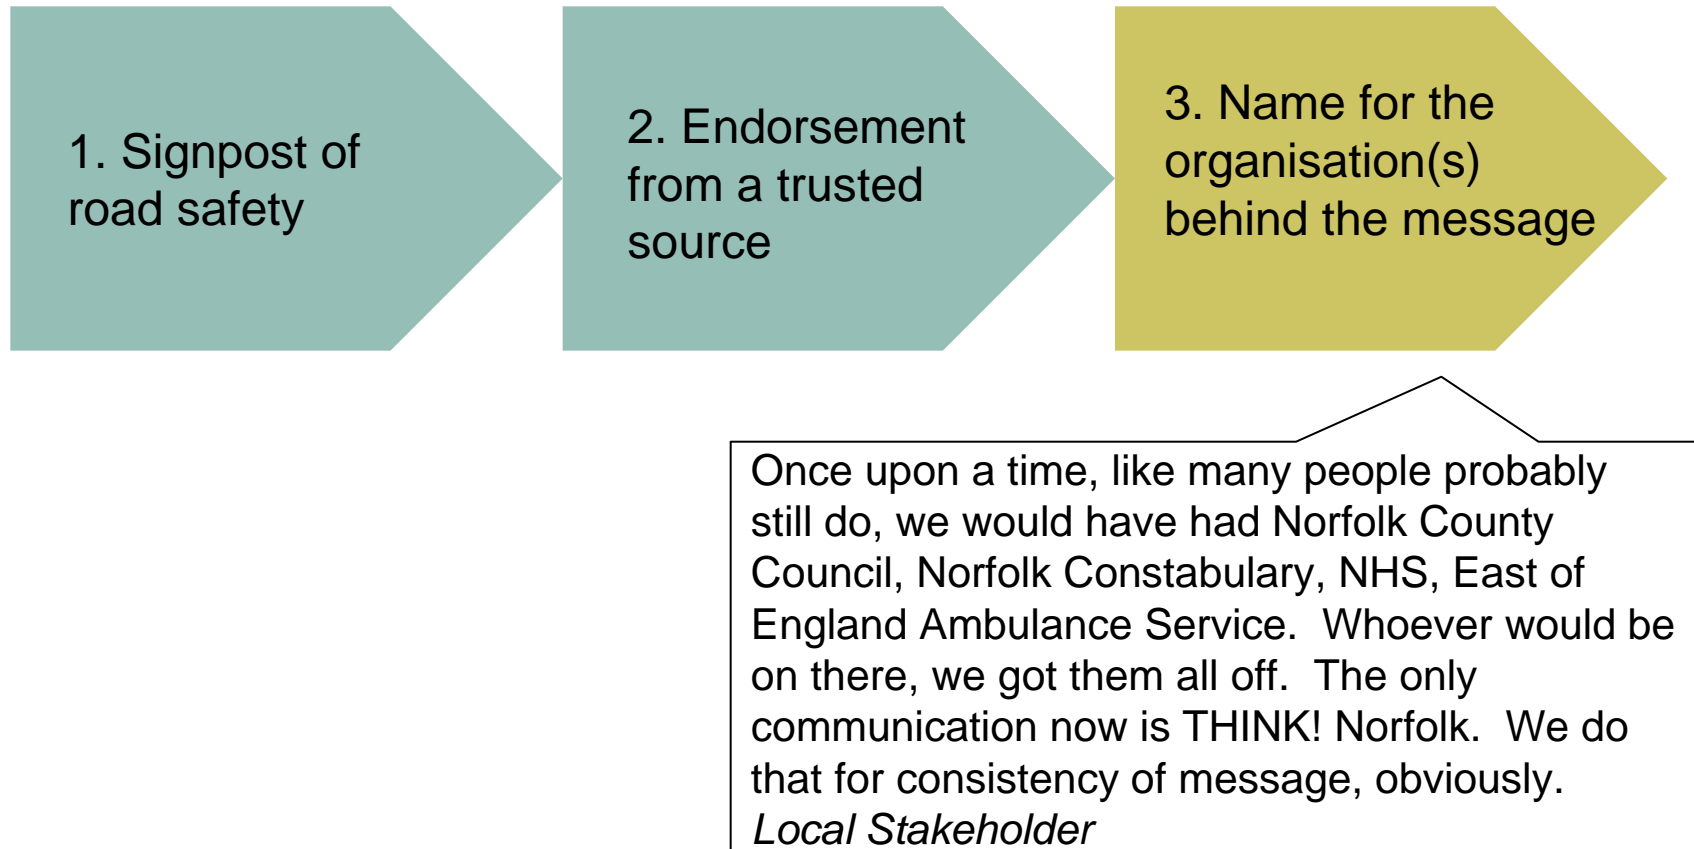 1. Signpost of
road safety
2. Endorsement
from a trusted
source
3. Name for the
organisation(s)
behind the message
Once upon a time, like many people probably
still do, we would have had Norfolk County
Council, Norfolk Constabulary, NHS, East of
England Ambulance Service.  Whoever would be
on there, we got them all off.  The only
communication now is THINK! Norfolk.  We do
that for consistency of message, obviously.
Local Stakeholder